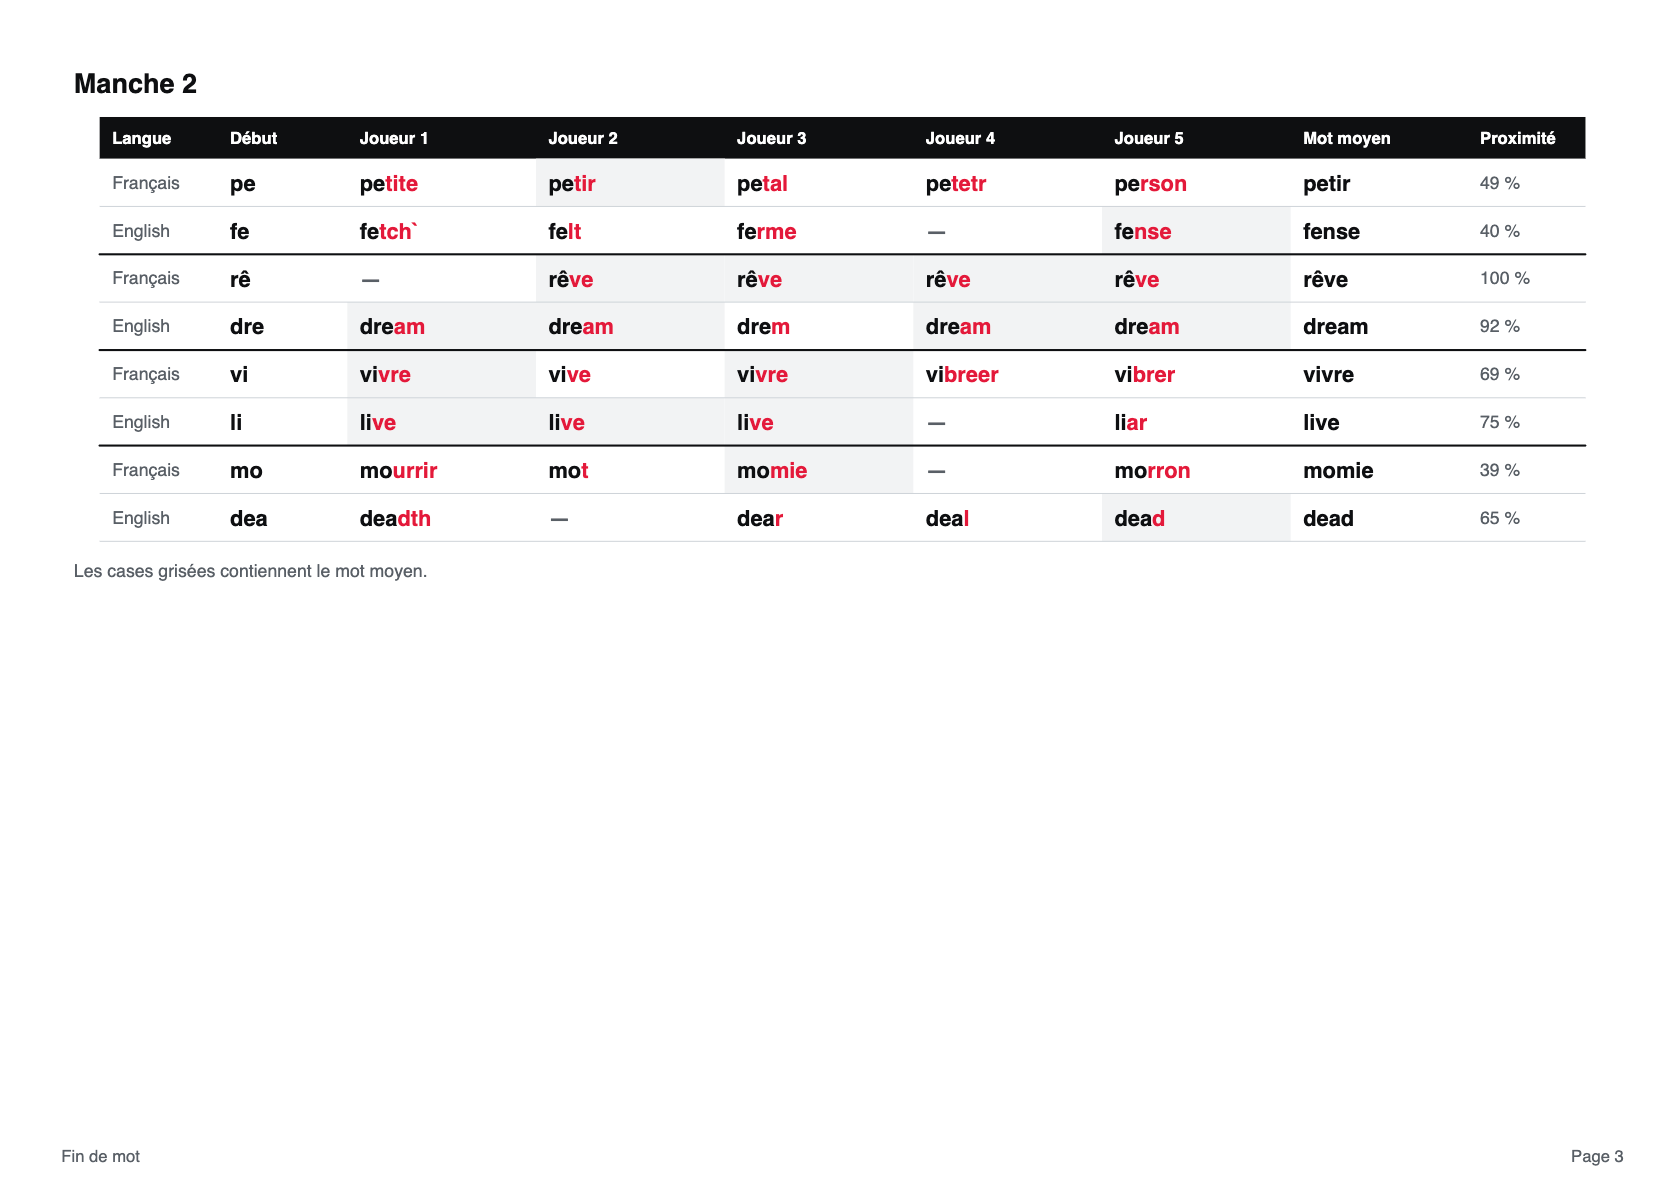 Manche 2
Langue Début Joueur 1 Joueur 2 Joueur 3 Joueur 4 Joueur 5 Mot moyen Proximité
Français pe petite petir petal petetr person petir 49 %
English fe fetch` felt ferme — fense fense 40 %
Français rê — rêve rêve rêve rêve rêve 100 %
English dre dream dream drem dream dream dream 92 %
Français vi vivre vive vivre vibreer vibrer vivre 69 %
English li live live live — liar live 75 %
Français mo mourrir mot momie — morron momie 39 %
English dea deadth — dear deal dead dead 65 %
Les cases grisées contiennent le mot moyen.
Fin de mot Page 3